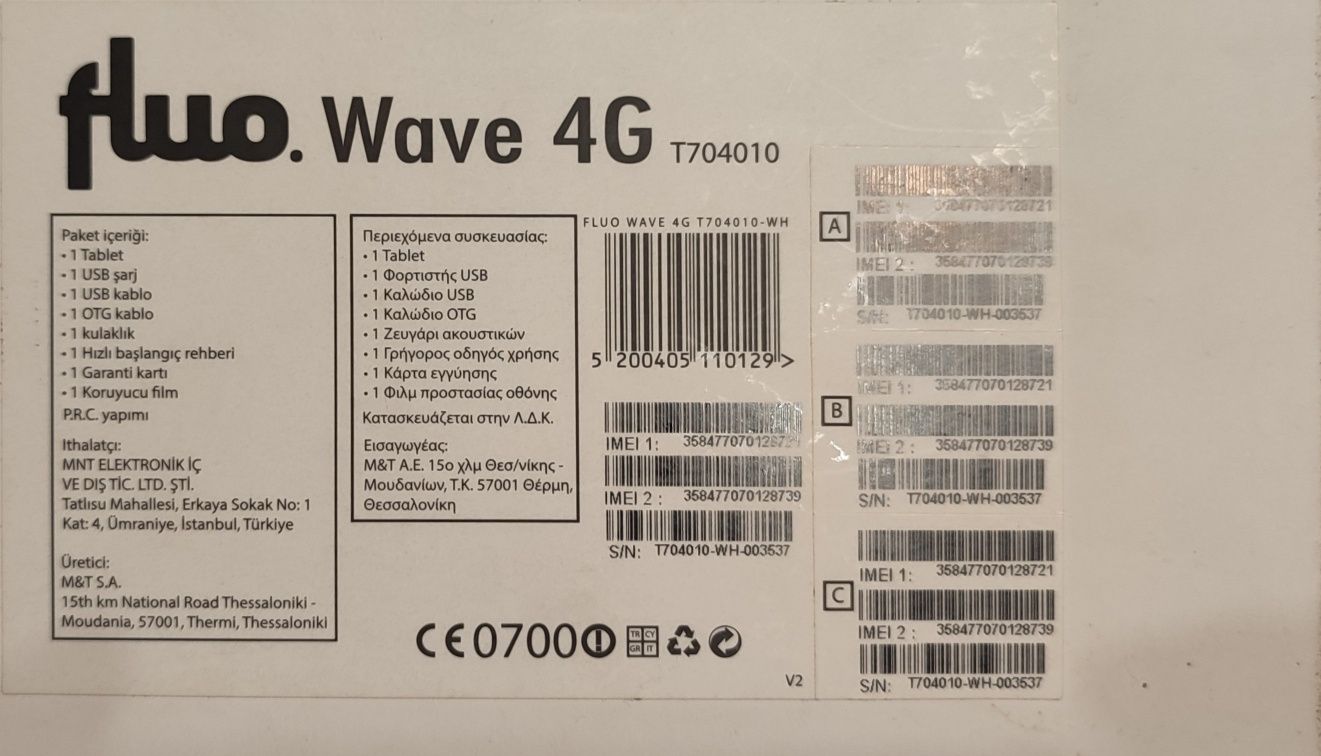 fluo. Wave 4G T704010
Paket içeriği:
• 1 Tablet
• 1 USB şarj
• 1 USB kablo
• 1 OTG kablo
• 1 kulaklık
• 1 Hızlı başlangıç rehberi
• 1 Garanti kartı
• 1 Koruyucu film
P.R.C. yapımı
Ithalatçı:
MNT ELEKTRONİK İÇ
VE DIŞ TİC. LTD. ŞTİ.
Tatlısu Mahallesi, Erkaya Sokak No: 1
Kat: 4, Ümraniye, İstanbul, Türkiye
Üretici:
M&T S.A.
15th km National Road Thessaloniki -
Moudania, 57001, Thermi, Thessaloniki
Περιεχόμενα συσκευασίας:
• 1 Tablet
• 1 Φορτιστής USB
• 1 Καλώδιο USB
• 1 Καλώδιο OTG
• 1 Ζευγάρι ακουστικών
• 1 Γρήγορος οδηγός χρήσης
• 1 Κάρτα εγγύησης
• 1 Φιλμ προστασίας οθόνης
Κατασκευάζεται στην Λ.Δ.Κ.
Εισαγωγέας:
M&T A.E. 15ο χλμ Θεσ/νίκης -
Μουδανίων, Τ.Κ. 57001 Θέρμη,
Θεσσαλονίκη
FLUO WAVE 4G T704010-WH
5 200405 110129 >
IMEI 1: 358477070128721
IMEI 2 : 358477070128739
S/N: T704010-WH-003537
CE0700
TR CY
GR IT
V2
A
IMEI 1: 358477070128721
IMEI 2 : 358477070128739
S/N: T704010-WH-003537
B
IMEI 1: 358477070128721
IMEI 2 : 358477070128739
S/N: T704010-WH-003537
C
IMEI 1: 358477070128721
IMEI 2 : 358477070128739
S/N: T704010-WH-003537